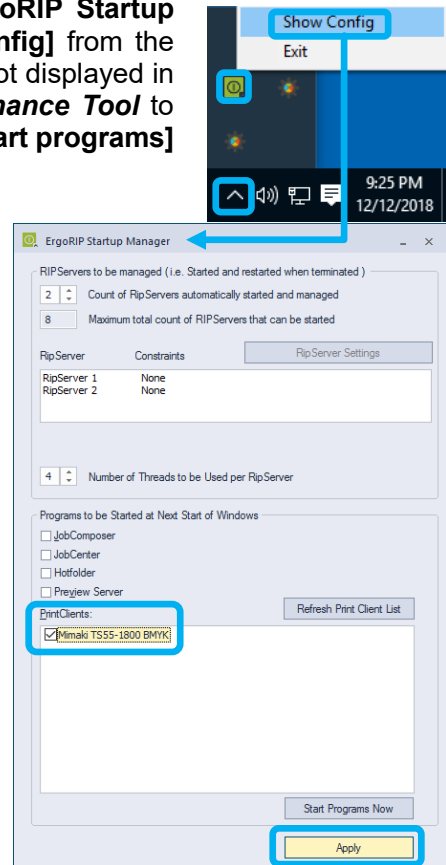 oRIP Startup
nfig] from the
ot displayed in
nance Tool to
art programs]
Show Config
Exit
9:25 PM
12/12/2018
ErgoRIP Startup Manager
RIPServers to be managed ( i.e. Started and restarted when terminated )
2 Count of RipServers automatically started and managed
8 Maximum total count of RIPServers that can be started
RipServer Constraints RipServer Settings
RipServer 1 None
RipServer 2 None
4 Number of Threads to be Used per RipServer
Programs to be Started at Next Start of Windows
JobComposer
JobCenter
Hotfolder
Preview Server
PrintClients: Refresh Print Client List
Mimaki TS55-1800 BMYK
Start Programs Now
Apply